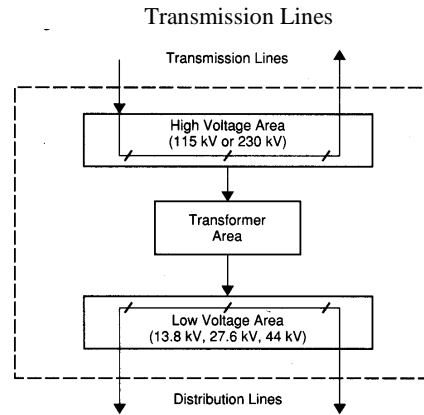 Transmission Lines
Transmission Lines
High Voltage Area
(115 kV or 230 kV)
Transformer
Area
Low Voltage Area
(13.8 kV, 27.6 kV, 44 kV)
Distribution Lines